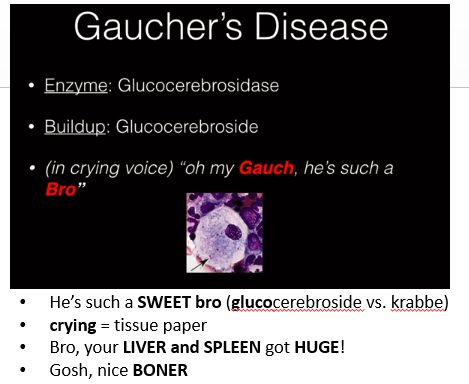 Gaucher's Disease
• Enzyme: Glucocerebrosidase
• Buildup: Glucocerebroside
• (in crying voice) “oh my Gauch, he's such a
Bro”
• He's such a SWEET bro (glucocerebroside vs. krabbe)
• crying = tissue paper
• Bro, your LIVER and SPLEEN got HUGE!
• Gosh, nice BONER